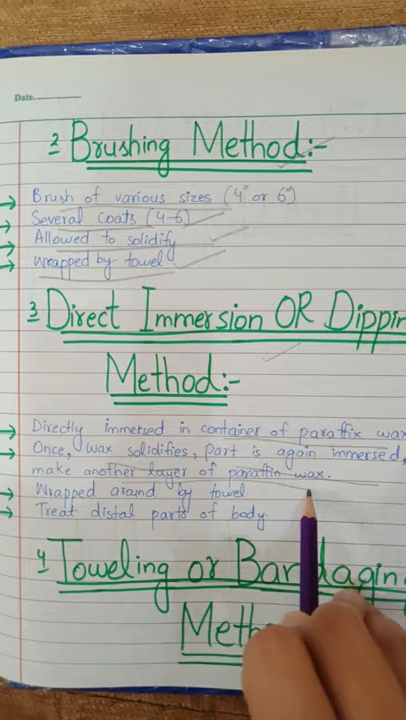 Date.
2 Brushing Method:-
Brush of various sizes (4" or 6")
Several coats (4-6)
Allowed to solidify
Wrapped by towel
3 Direct Immersion OR Dippin
Method:-
Directly immersed in container of paraffix wax
Once, wax solidifies, part is again immersed,
make another layer of paraffin wax.
Wrapped around by towel.
Treat distal parts of body.
4 Toweling or Bandagin
Meth